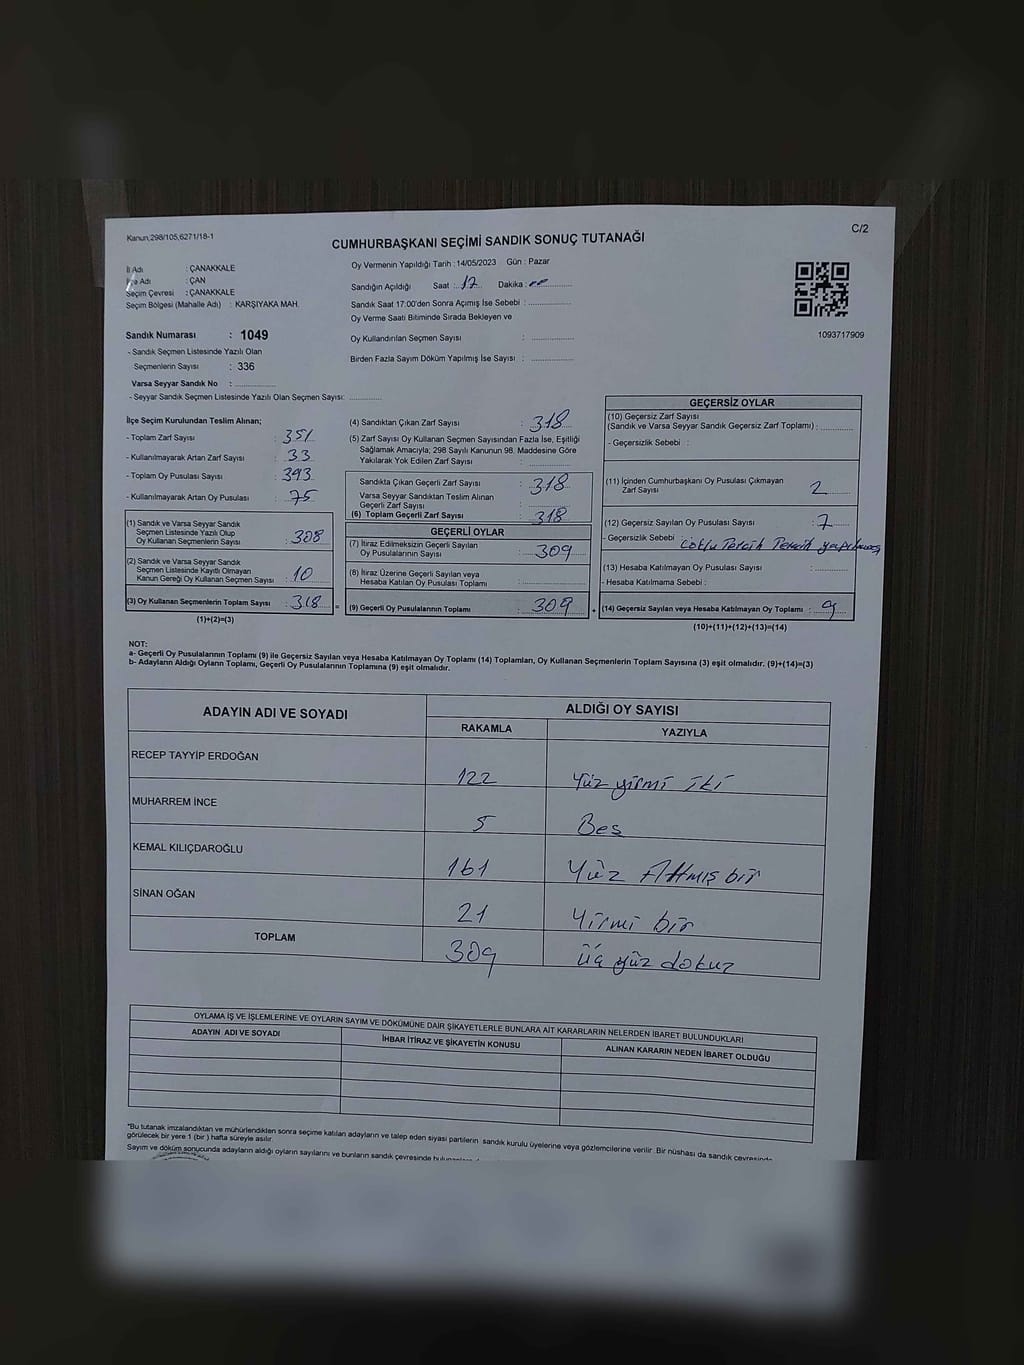 Kanun,298/105,6271/18-1
C/2
CUMHURBAŞKANI SEÇİMİ SANDIK SONUÇ TUTANAĞI
İl Adı : ÇANAKKALE
İlçe Adı : ÇAN
Seçim Çevresi : ÇANAKKALE
Seçim Bölgesi (Mahalle Adı) : KARŞIYAKA MAH.
Oy Vermenin Yapıldığı Tarih : 14/05/2023 Gün : Pazar
Sandığın Açıldığı Saat : 17 Dakika :
Sandık Saat 17:00'den Sonra Açımış İse Sebebi :
Oy Verme Saati Bitiminde Sırada Bekleyen ve
Oy Kullandırılan Seçmen Sayısı :
Birden Fazla Sayım Döküm Yapılmış İse Sayısı :
1093717909
Sandık Numarası : 1049
- Sandık Seçmen Listesinde Yazılı Olan
Seçmenlerin Sayısı : 336
Varsa Seyyar Sandık No :
- Seyyar Sandık Seçmen Listesinde Yazılı Olan Seçmen Sayısı:
İlçe Seçim Kurulundan Teslim Alınan;
- Toplam Zarf Sayısı : 351
- Kullanılmayarak Artan Zarf Sayısı : 33
- Toplam Oy Pusulası Sayısı : 393
- Kullanılmayarak Artan Oy Pusulası : 75
(1) Sandık ve Varsa Seyyar Sandık
Seçmen Listesinde Yazılı Olup
Oy Kullanan Seçmenlerin Sayısı : 308
(2) Sandık ve Varsa Seyyar Sandık
Seçmen Listesinde Kayıtlı Olmayan
Kanun Gereği Oy Kullanan Seçmen Sayısı : 10
(3) Oy Kullanan Seçmenlerin Toplam Sayısı : 318 =
(1)+(2)=(3)
(4) Sandıktan Çıkan Zarf Sayısı : 318
(5) Zarf Sayısı Oy Kullanan Seçmen Sayısından Fazla İse, Eşitliği
Sağlamak Amacıyla; 298 Sayılı Kanunun 98. Maddesine Göre
Yakılarak Yok Edilen Zarf Sayısı :
Sandıkta Çıkan Geçerli Zarf Sayısı : 318
Varsa Seyyar Sandıktan Teslim Alınan
Geçerli Zarf Sayısı :
(6) Toplam Geçerli Zarf Sayısı : 318
GEÇERLİ OYLAR
(7) İtiraz Edilmeksizin Geçerli Sayılan
Oy Pusulalarının Sayısı : 309
(8) İtiraz Üzerine Geçerli Sayılan veya
Hesaba Katılan Oy Pusulası Toplamı :
(9) Geçerli Oy Pusulalarının Toplamı : 309 +
GEÇERSİZ OYLAR
(10) Geçersiz Zarf Sayısı
(Sandık ve Varsa Seyyar Sandık Geçersiz Zarf Toplamı) :
- Geçersizlik Sebebi :
(11) İçinden Cumhurbaşkanı Oy Pusulası Çıkmayan
Zarf Sayısı : 2
(12) Geçersiz Sayılan Oy Pusulası Sayısı : 7
- Geçersizlik Sebebi : Çoklu Tercih Tercih
(13) Hesaba Katılmayan Oy Pusulası Sayısı :
- Hesaba Katılmama Sebebi :
(14) Geçersiz Sayılan veya Hesaba Katılmayan Oy Toplamı : 9
(10)+(11)+(12)+(13)=(14)
NOT:
a- Geçerli Oy Pusulalarının Toplamı (9) ile Geçersiz Sayılan veya Hesaba Katılmayan Oy Toplamı (14) Toplamları, Oy Kullanan Seçmenlerin Toplam Sayısına (3) eşit olmalıdır. (9)+(14)=(3)
b- Adayların Aldığı Oyların Toplamı, Geçerli Oy Pusulalarının Toplamına (9) eşit olmalıdır.
ADAYIN ADI VE SOYADI
ALDIĞI OY SAYISI
RAKAMLA YAZIYLA
RECEP TAYYİP ERDOĞAN 122 Yüz yirmi iki
MUHARREM İNCE 5 Beş
KEMAL KILIÇDAROĞLU 161 Yüz Altmış bir
SİNAN OĞAN 21 Yirmi bir
TOPLAM 309 Üç yüz dokuz
OYLAMA İŞ VE İŞLEMLERİNE VE OYLARIN SAYIM VE DÖKÜMÜNE DAİR ŞİKAYETLERLE BUNLARA AİT KARARLARIN NELERDEN İBARET BULUNDUKLARI
ADAYIN ADI VE SOYADI İHBAR İTİRAZ VE ŞİKAYETİN KONUSU ALINAN KARARIN NEDEN İBARET OLDUĞU
*Bu tutanak imzalandıktan ve mühürlendikten sonra seçime katılan adayların ve talep eden siyasi partilerin sandık kurulu üyelerine veya gözlemcilerine verilir. Bir nüshası da sandık çevresinde
görülecek bir yere 1 (bir) hafta süreyle asılır.
Sayım ve döküm sonucunda adayların aldığı oyların sayılarını ve bunların sandık çevresinde